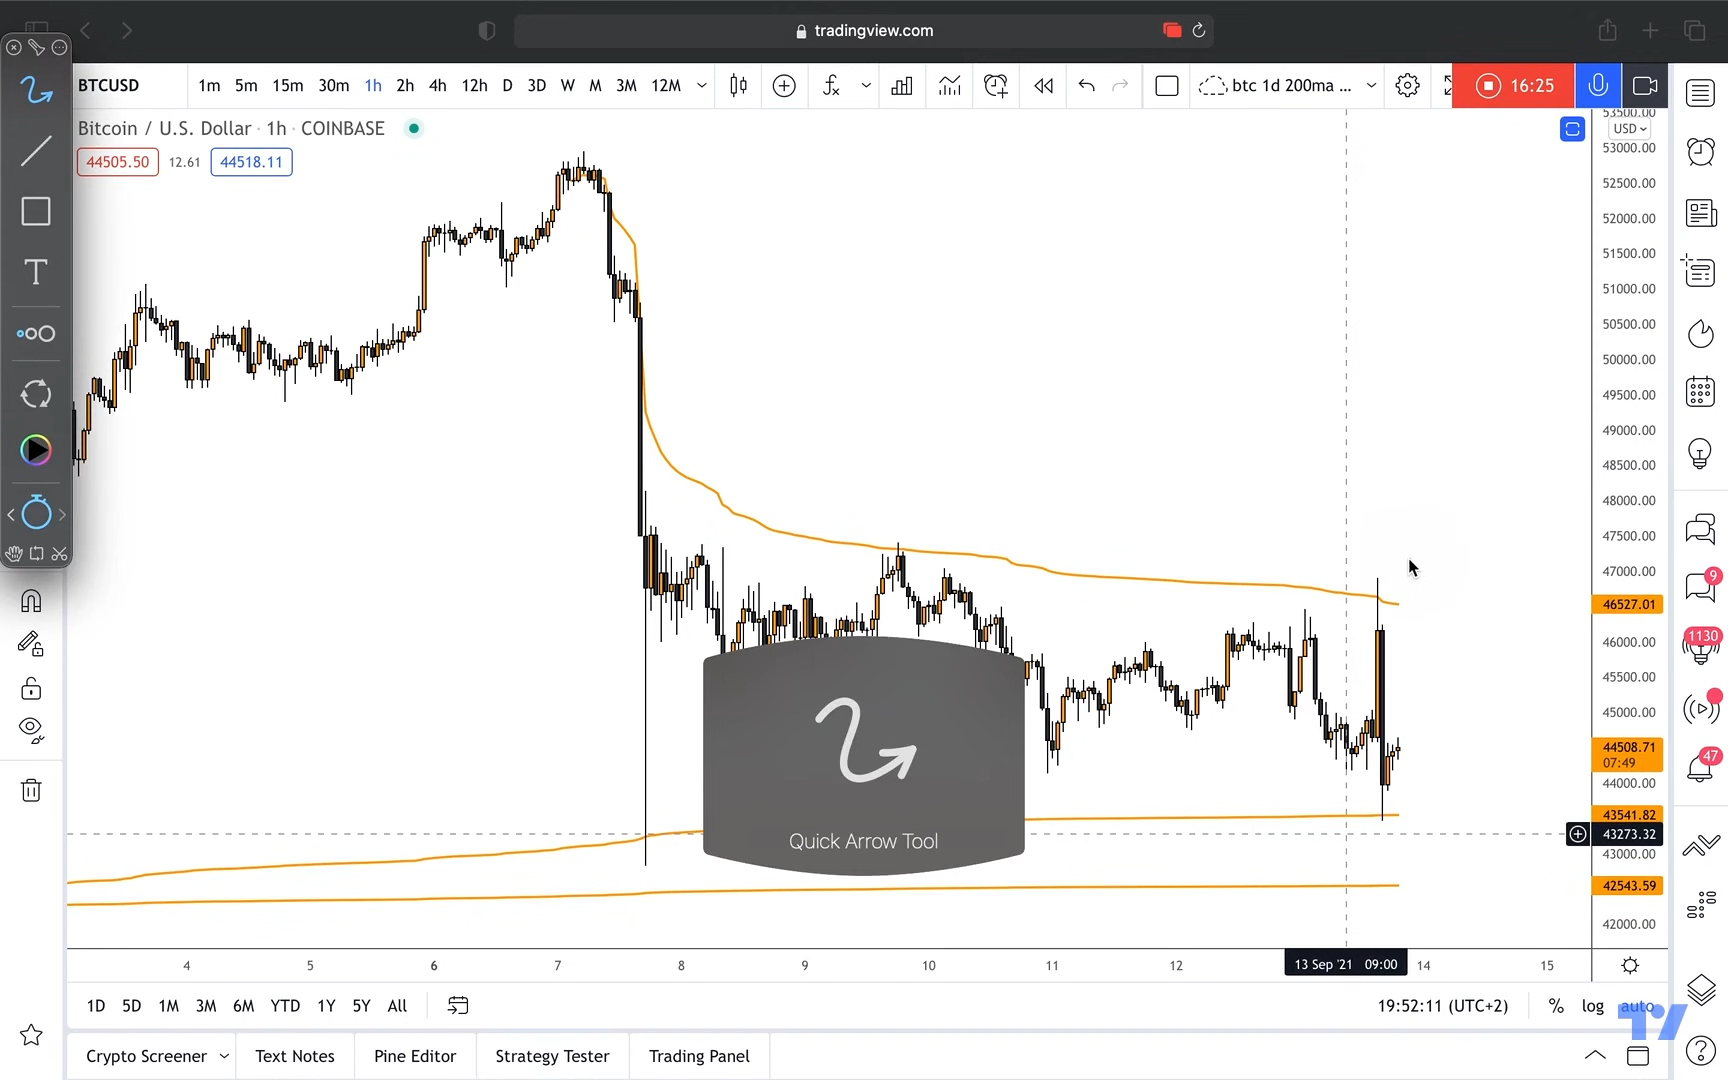 tradingview.com
BTCUSD
1m 5m 15m 30m 1h 2h 4h 12h D 3D W M 3M 12M
btc 1d 200ma ...
16:25
Bitcoin / U.S. Dollar · 1h · COINBASE
44505.50 12.61 44518.11
USD
53500.00
53000.00
52500.00
52000.00
51500.00
51000.00
50500.00
50000.00
49500.00
49000.00
48500.00
48000.00
47500.00
47000.00
46527.01
46000.00
45500.00
45000.00
44508.71
07:49
44000.00
43541.82
43273.32
43000.00
42543.59
42000.00
T
Quick Arrow Tool
9
1130
47
4 5 6 7 8 9 10 11 12 13 Sep '21 09:00 14 15
1D 5D 1M 3M 6M YTD 1Y 5Y All
19:52:11 (UTC+2) % log auto
Crypto Screener Text Notes Pine Editor Strategy Tester Trading Panel